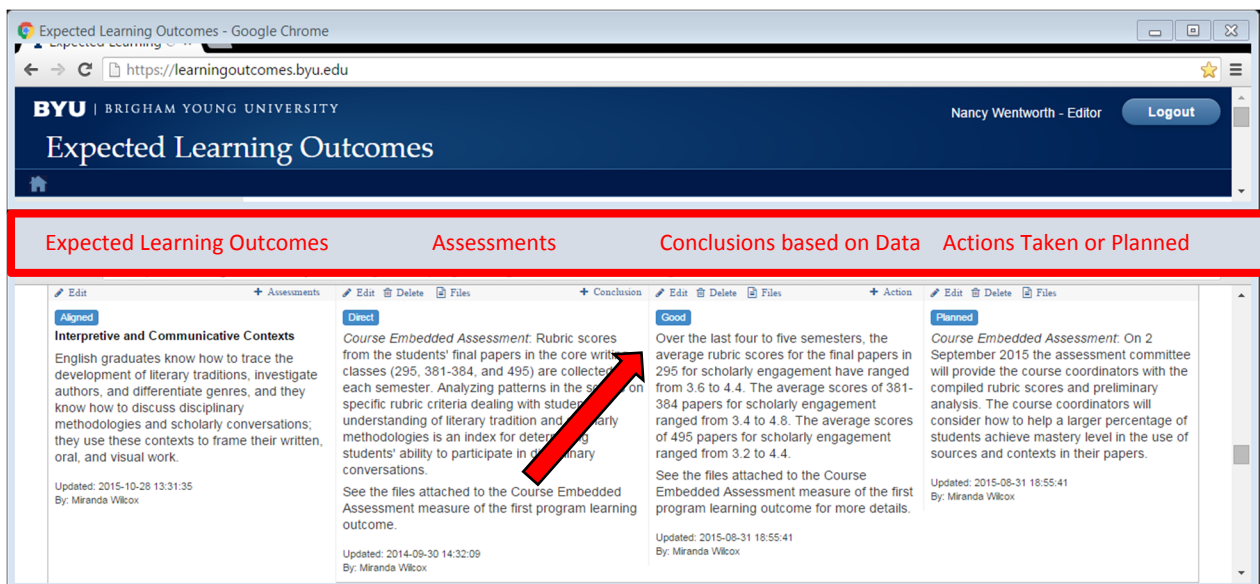 Expected Learning Outcomes - Google Chrome
https://learningoutcomes.byu.edu
BYU | BRIGHAM YOUNG UNIVERSITY
Nancy Wentworth - Editor
Logout
Expected Learning Outcomes
Expected Learning Outcomes
Assessments
Conclusions based on Data
Actions Taken or Planned
Edit
+ Assessments
Edit Delete Files
+ Conclusion
Edit Delete Files
+ Action
Edit Delete Files
Aligned
Interpretive and Communicative Contexts
English graduates know how to trace the
development of literary traditions, investigate
authors, and differentiate genres, and they
know how to discuss disciplinary
methodologies and scholarly conversations;
they use these contexts to frame their written,
oral, and visual work.
Updated: 2015-10-28 13:31:35
By: Miranda Wilcox
Direct
Course Embedded Assessment: Rubric scores
from the students' final papers in the core
classes (295, 381-384, and 495) are collected
each semester. Analyzing patterns in the on
specific rubric criteria dealing with
understanding of literary tradition and
methodologies is an index for
students' ability to participate in
conversations.
See the files attached to the Course Embedded
Assessment measure of the first program learning
outcome.
Updated: 2014-09-30 14:32:09
By: Miranda Wilcox
Good
Over the last four to five semesters, the
average rubric scores for the final papers in
295 for scholarly engagement have ranged
from 3.6 to 4.4. The average scores of 381-
384 papers for scholarly engagement
ranged from 3.4 to 4.8. The average scores
of 495 papers for scholarly engagement
ranged from 3.2 to 4.4.
See the files attached to the Course
Embedded Assessment measure of the first
program learning outcome for more details.
Updated: 2015-08-31 18:55:41
By: Miranda Wilcox
Planned
Course Embedded Assessment: On 2
September 2015 the assessment committee
will provide the course coordinators with the
compiled rubric scores and preliminary
analysis. The course coordinators will
consider how to help a larger percentage of
students achieve mastery level in the use of
sources and contexts in their papers.
Updated: 2015-08-31 18:55:41
By: Miranda Wilcox